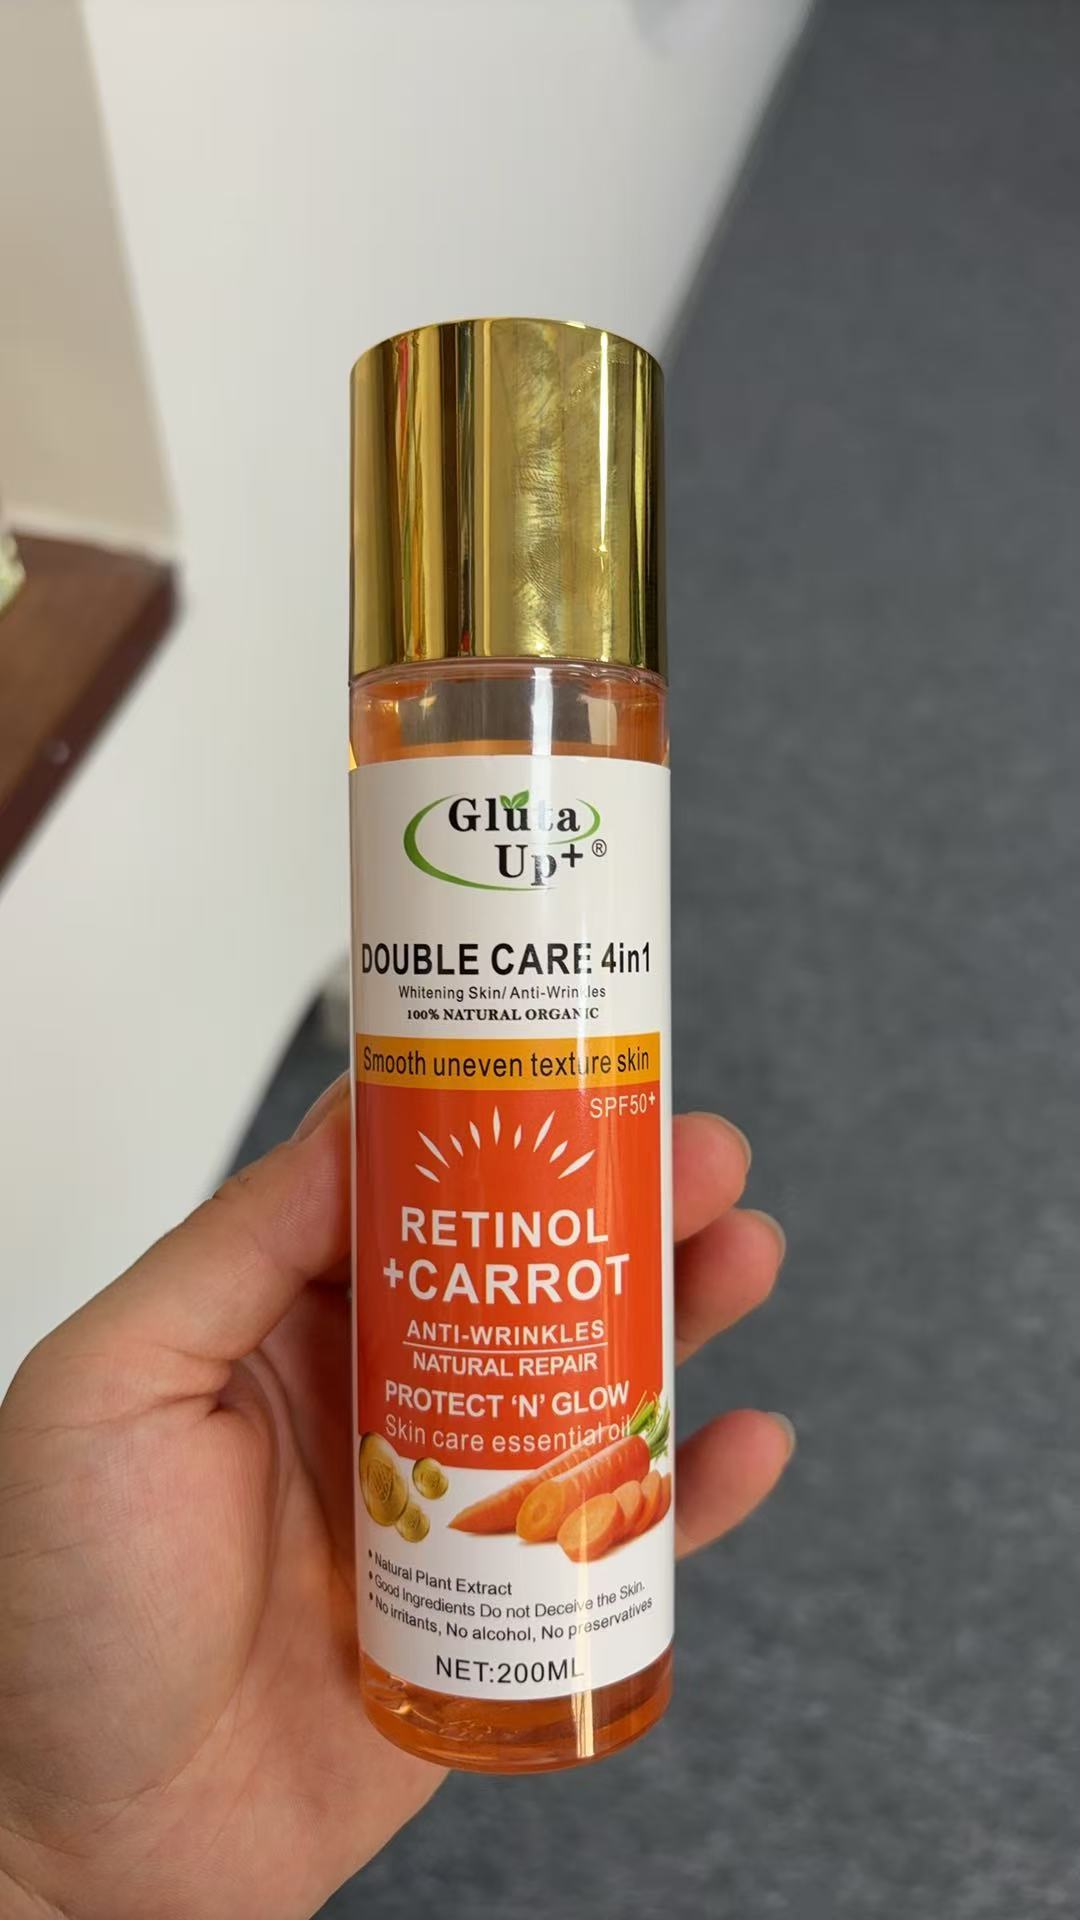 Gluta
Up+®
DOUBLE CARE 4in1
Whitening Skin/ Anti-Wrinkles
100% NATURAL ORGANIC
Smooth uneven texture skin
SPF50+
RETINOL
+CARROT
ANTI-WRINKLES
NATURAL REPAIR
PROTECT ‘N’ GLOW
Skin care essential oil
• Natural Plant Extract
• Good Ingredients Do not Deceive the Skin.
• No irritants, No alcohol, No preservatives
NET:200ML